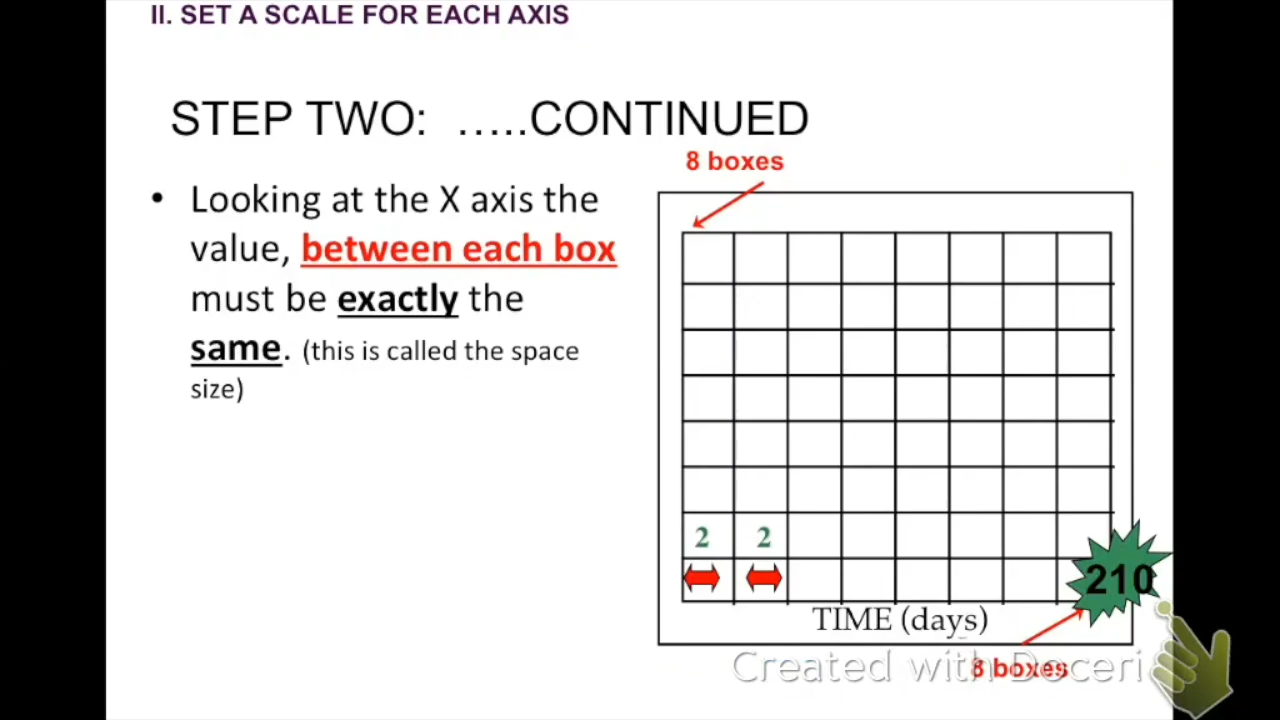 II. SET A SCALE FOR EACH AXIS
STEP TWO: …..CONTINUED
8 boxes
• Looking at the X axis the
value, between each box
must be exactly the
same. (this is called the space
size)
2 2
210
TIME (days)
8 boxes
Created with Doceri